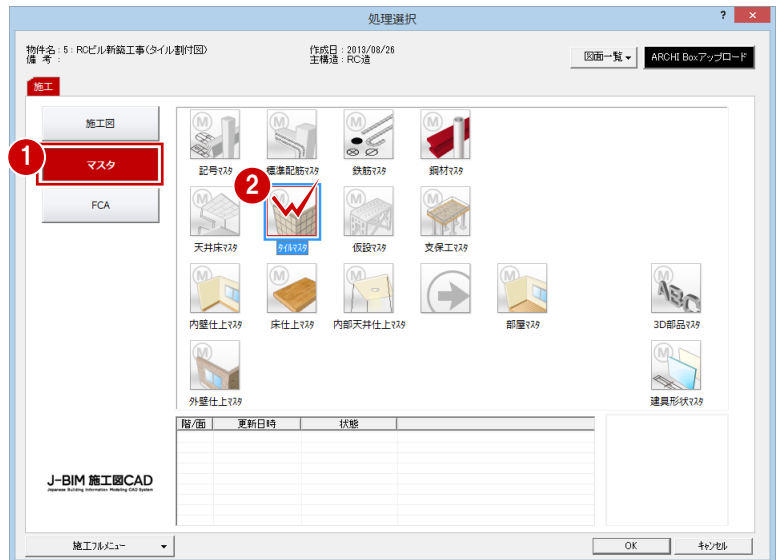 処理選択
? ×
物件名:5:RCビル新築工事(タイル割付図)
作成日:2013/08/26
備 考 :
主構造:RC造
図面一覧▼
ARCHI Boxアップロード
施工
施工図
1
マスタ
FCA
記号マスタ
標準配筋マスタ
鉄筋マスタ
鋼材マスタ
2
天井床マスタ
タイルマスタ
仮設マスタ
支保工マスタ
内壁仕上マスタ
床仕上マスタ
内部天井仕上マスタ
部屋マスタ
3D部品マスタ
外壁仕上マスタ
建具形状マスタ
階/面
更新日時
状態
J-BIM 施工図CAD
Japanese Building Information Modeling CAD System
施工フルメニュー ▼
OK
キャンセル